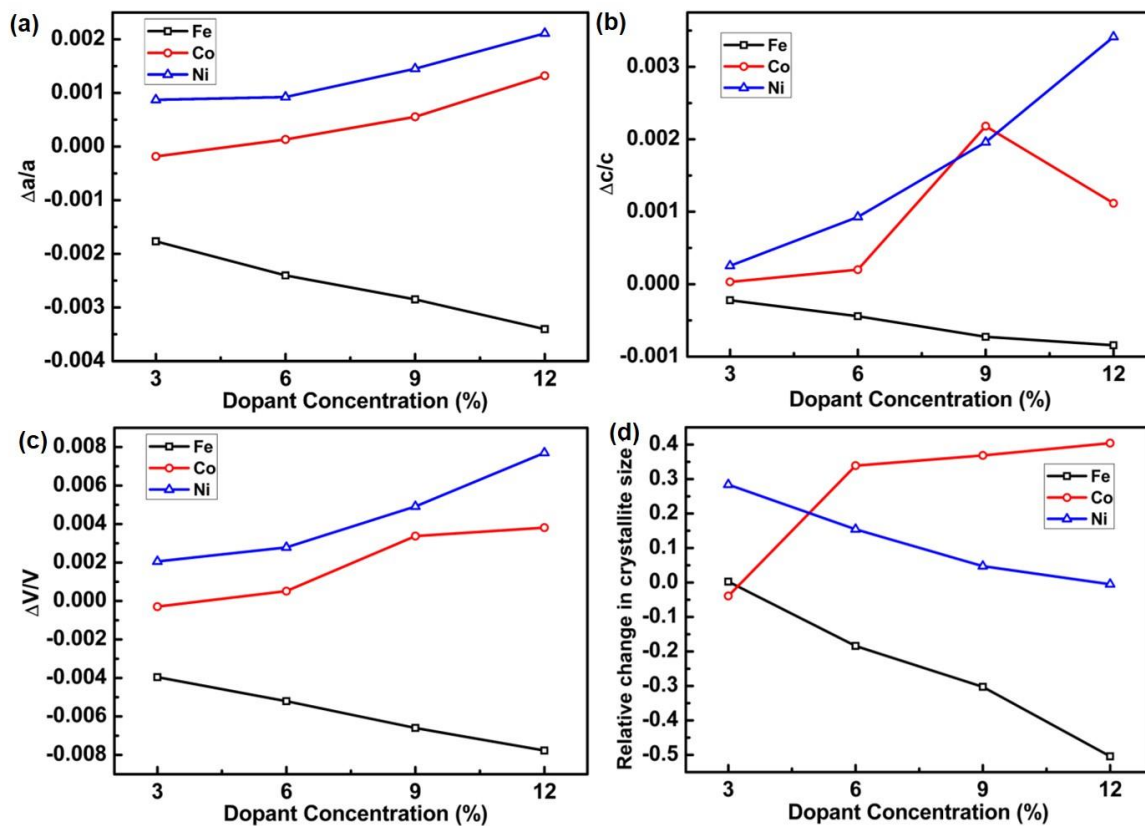 (a)
Fe
Co
Ni
0.002
0.001
0.000
-0.001
-0.002
-0.003
-0.004
Δa/a
3 6 9 12
Dopant Concentration (%)
(b)
Fe
Co
Ni
0.003
0.002
0.001
0.000
-0.001
Δc/c
3 6 9 12
Dopant Concentration (%)
(c)
Fe
Co
Ni
0.008
0.006
0.004
0.002
0.000
-0.002
-0.004
-0.006
-0.008
ΔV/V
3 6 9 12
Dopant Concentration (%)
(d)
Fe
Co
Ni
0.4
0.3
0.2
0.1
0.0
-0.1
-0.2
-0.3
-0.4
-0.5
Relative change in crystallite size
3 6 9 12
Dopant Concentration (%)